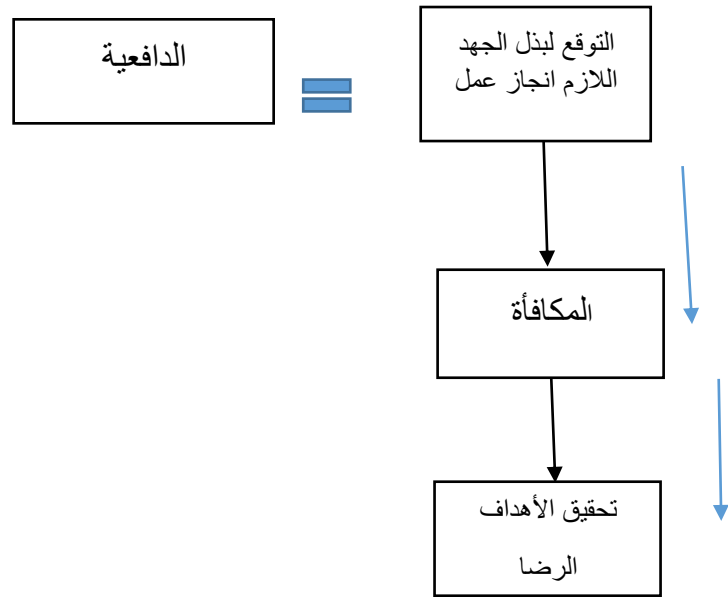 الدافعية
التوقع لبذل الجهد
اللازم انجاز عمل
المكافأة
تحقيق الأهداف
الرضا